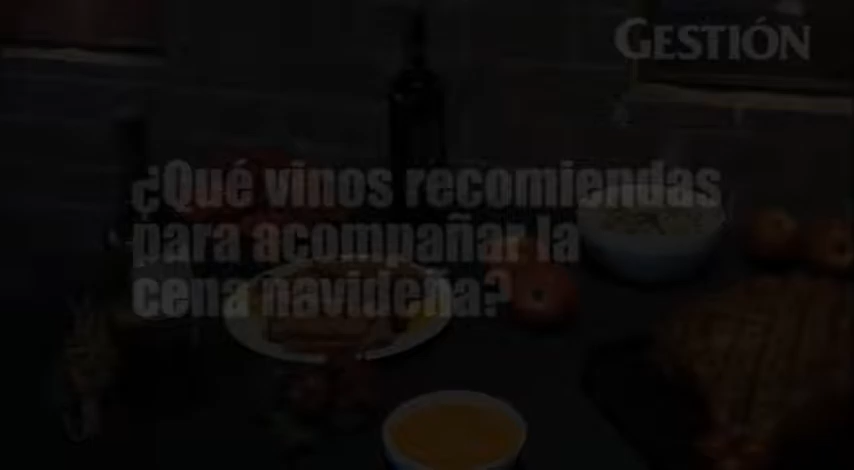 GESTIÓN
¿Qué vinos recomiendas
para acompañar la
cena navideña?